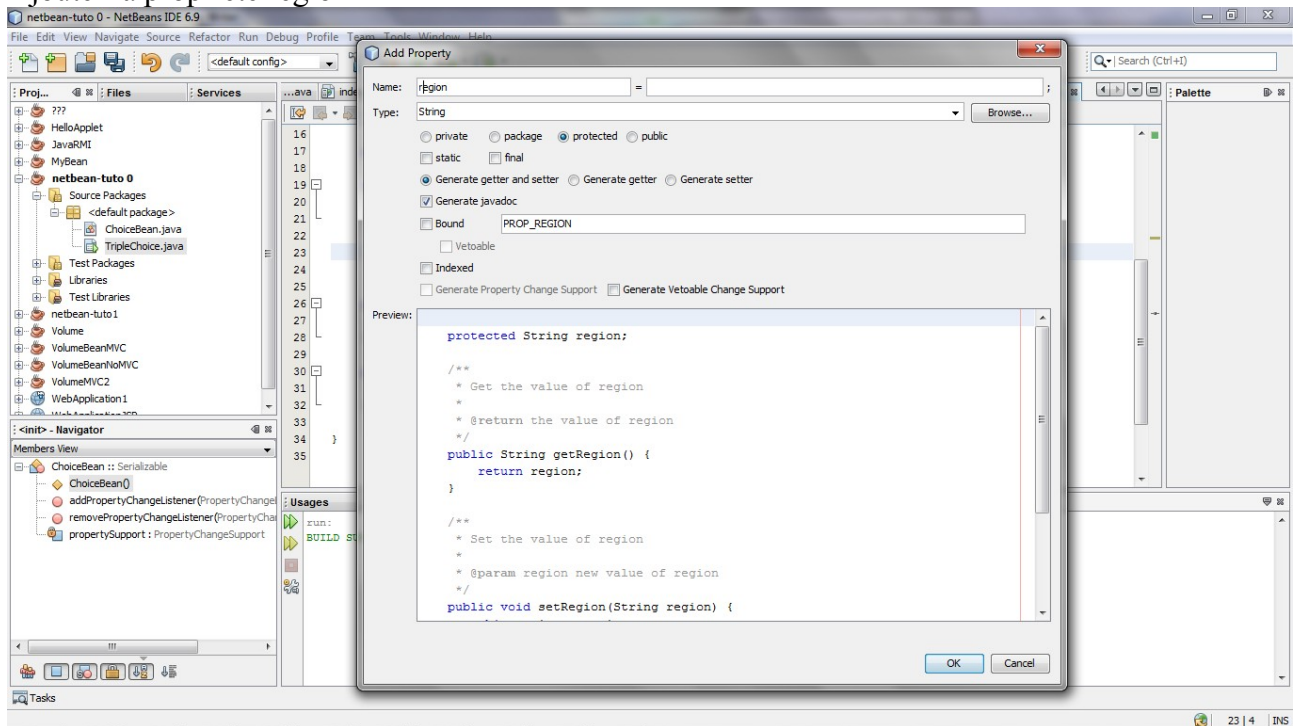 netbean-tuto 0 - NetBeans IDE 6.9
File Edit View Navigate Source Refactor Run Debug Profile Team Tools Window Help
<default config>
Search (Ctrl+I)
Proj...
Files
Services
???
HelloApplet
JavaRMI
MyBean
netbean-tuto 0
Source Packages
<default package>
ChoiceBean.java
TripleChoice.java
Test Packages
Libraries
Test Libraries
netbean-tuto1
Volume
VolumeBeanMVC
VolumeBeanNoMVC
VolumeMVC2
WebApplication1
<init> - Navigator
Members View
ChoiceBean :: Serializable
ChoiceBean()
addPropertyChangeListener(PropertyChangel
removePropertyChangeListener(PropertyChar
propertySupport : PropertyChangeSupport
Tasks
...ava
inde
16
17
18
19
20
21
22
23
24
25
26
27
28
29
30
31
32
33
34 }
35
Usages
run:
BUILD SU
Palette
Add Property
Name: region = ;
Type: String Browse...
private package protected public
static final
Generate getter and setter Generate getter Generate setter
Generate javadoc
Bound PROP_REGION
Vetoable
Indexed
Generate Property Change Support Generate Vetoable Change Support
Preview:
protected String region;
/**
* Get the value of region
*
* @return the value of region
*/
public String getRegion() {
return region;
}
/**
* Set the value of region
*
* @param region new value of region
*/
public void setRegion(String region) {
OK Cancel
23 | 4 INS